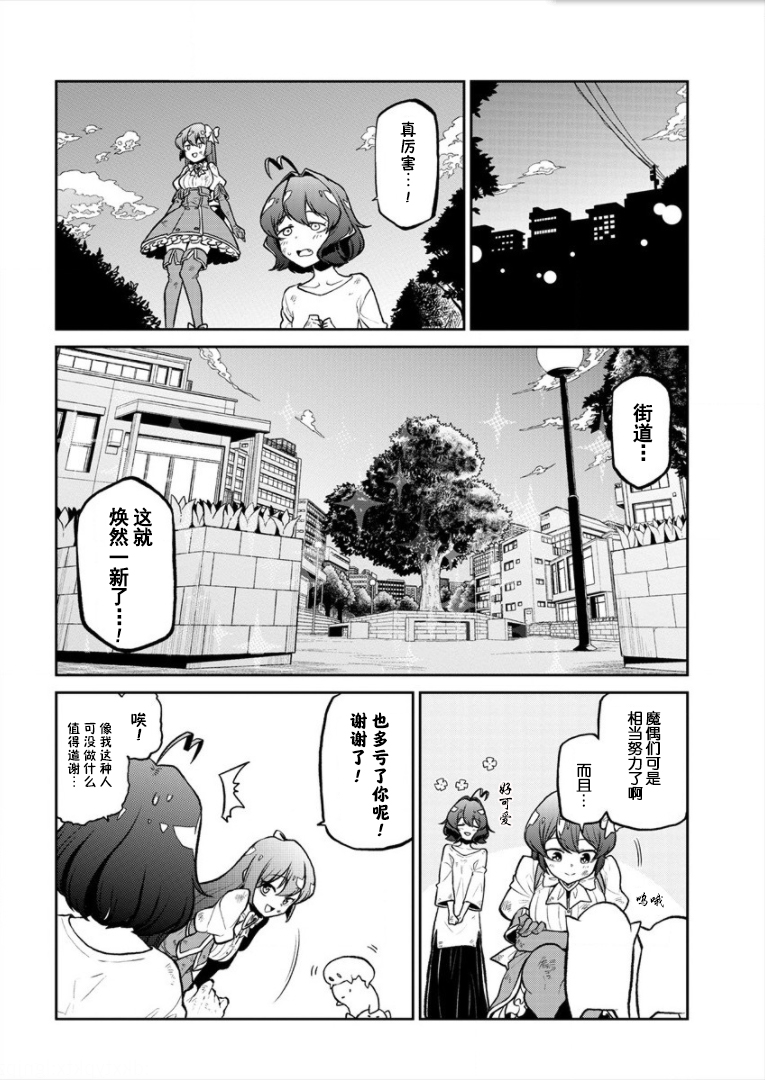 真厉害…！
街道…
这就
焕然一新了…！
魔偶们可是
相当努力了啊
而且…
好可爱
呜哦
也多亏了你呢！
谢谢了！
唉！
像我这种人
可没做什么
值得道谢…